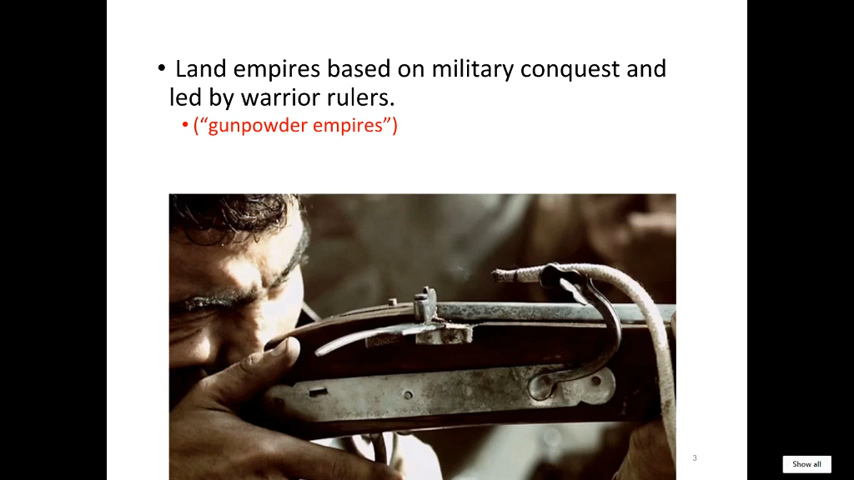 • Land empires based on military conquest and
led by warrior rulers.
• (“gunpowder empires”)
3
Show all